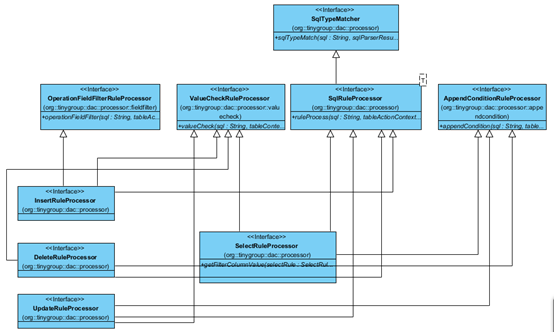 <<Interface>>
SqlTypeMatcher
(org::tinygroup::dac::processor)
+sqlTypeMatch(sql : String, sqlParserResu...
T
<<Interface>>
OperationFieldFilterRuleProcessor
(org::tinygroup::dac::processor::fieldfilter)
+operationFieldFilter(sql : String, tableAc...
<<Interface>>
ValueCheckRuleProcessor
(org::tinygroup::dac::processor::valu
echeck)
+valueCheck(sql : String, tableConte...
<<Interface>>
SqlRuleProcessor
(org::tinygroup::dac::processor)
+ruleProcess(sql : String, tableActionContext...
<<Interface>>
AppendConditionRuleProcessor
(org::tinygroup::dac::processor::appe
ndcondition)
+appendCondition(sql : String, table...
<<Interface>>
InsertRuleProcessor
(org::tinygroup::dac::processor)
<<Interface>>
DeleteRuleProcessor
(org::tinygroup::dac::processor)
<<Interface>>
SelectRuleProcessor
(org::tinygroup::dac::processor)
+getFilterColumnValue(selectRule : SelectRul...
<<Interface>>
UpdateRuleProcessor
(org::tinygroup::dac::processor)